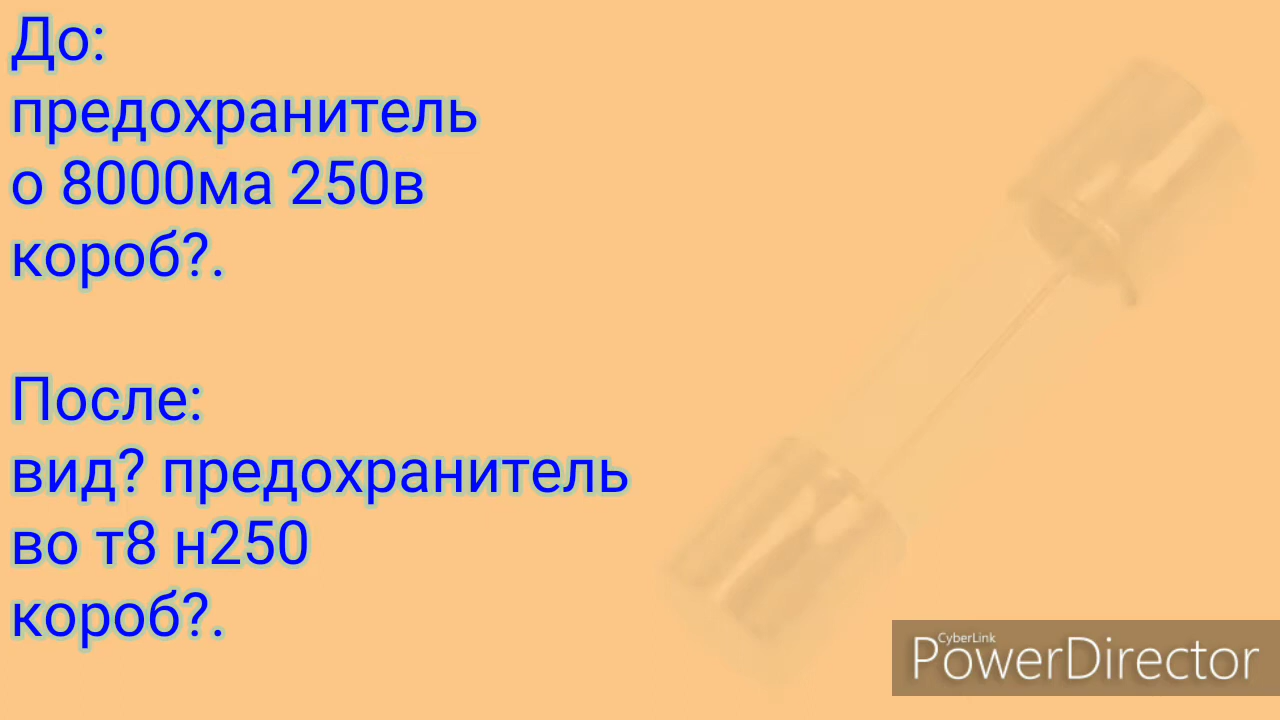 До:
предохранитель
о 8000ма 250в
короб?.
После:
вид? предохранитель
во т8 н250
короб?.
CyberLink
PowerDirector